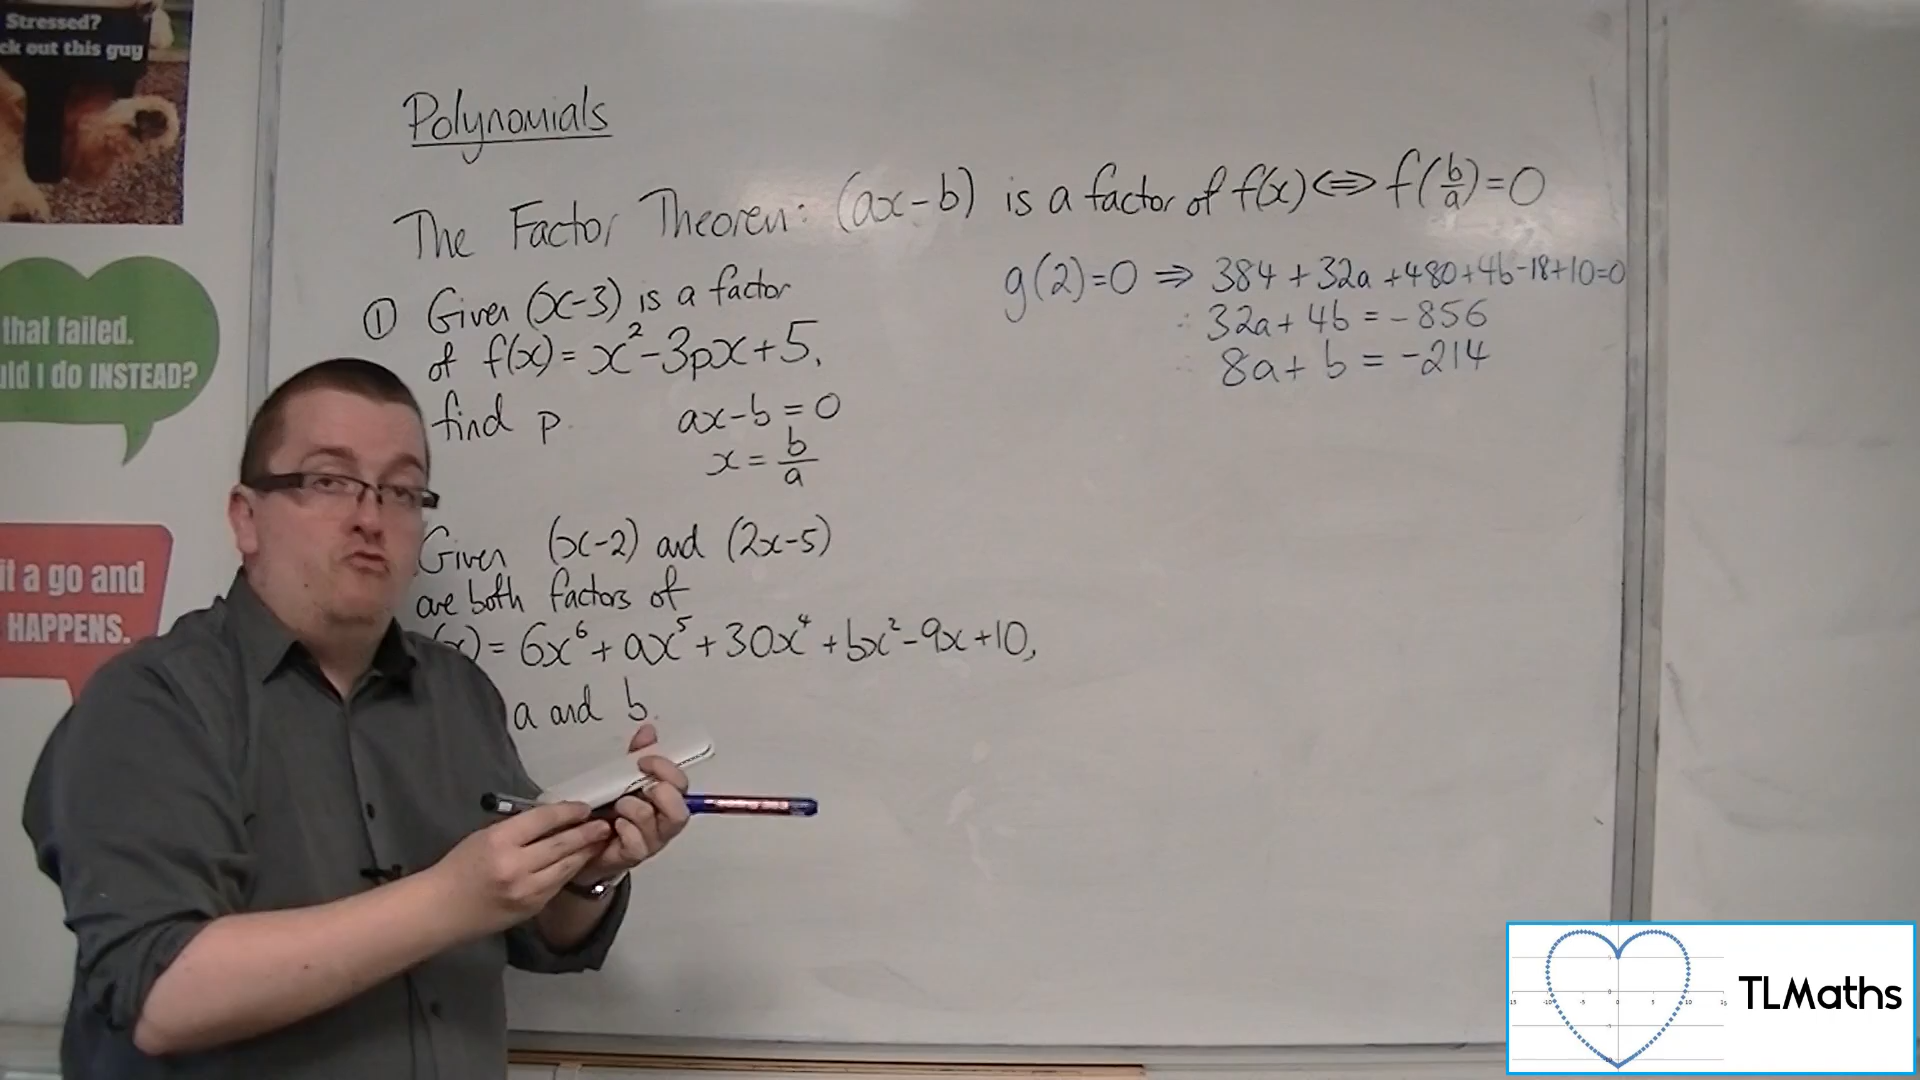 Stressed?
ck out this guy
that failed.
uld I do INSTEAD?
it a go and
HAPPENS.
Polynomials
The Factor Theorem: (ax-b) is a factor of f(x) ⇔ f(b/a)=0
① Given (x-3) is a factor
of f(x) = x²-3px+5,
find p.
ax-b = 0
x = b/a
Given (x-2) and (2x-5)
are both factors of
(x) = 6x⁶ + ax⁵ + 30x⁴ + bx² - 9x + 10,
a and b.
g(2)=0 ⇒ 384 + 32a + 480 + 4b - 18 + 10 = 0
∴ 32a + 4b = -856
∴ 8a + b = -214
TLMaths